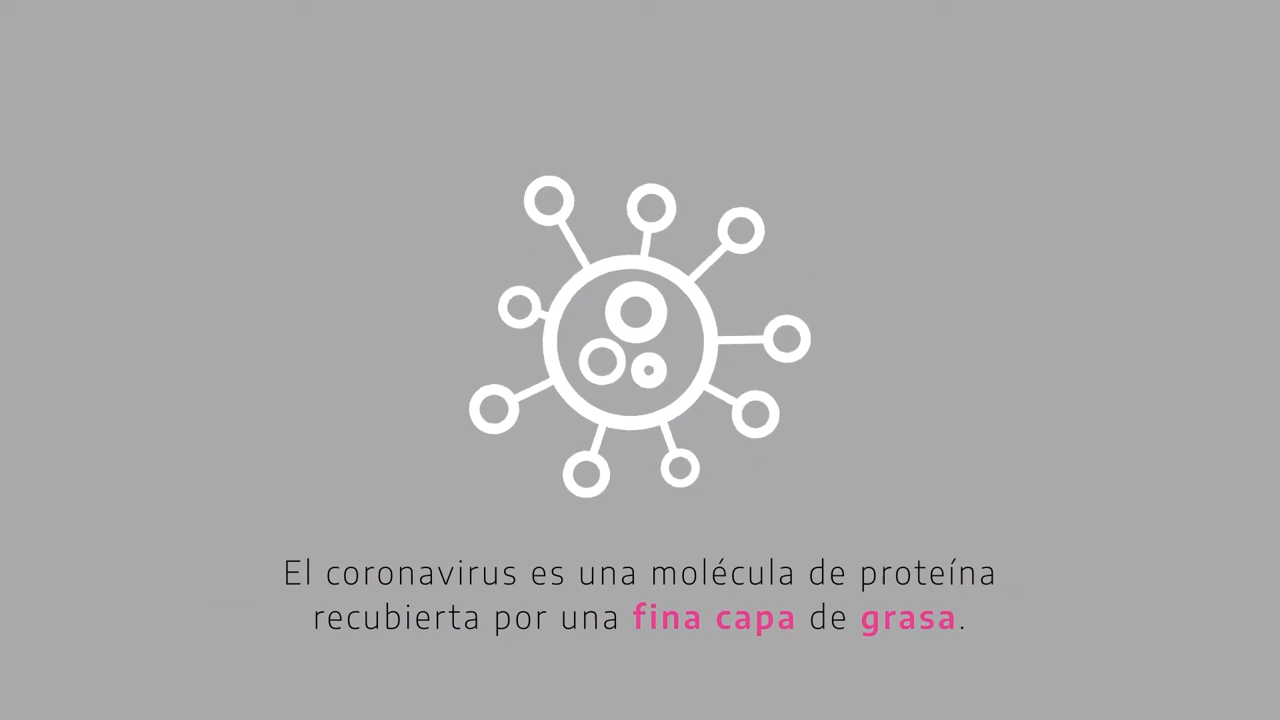 El coronavirus es una molécula de proteína
recubierta por una fina capa de grasa.